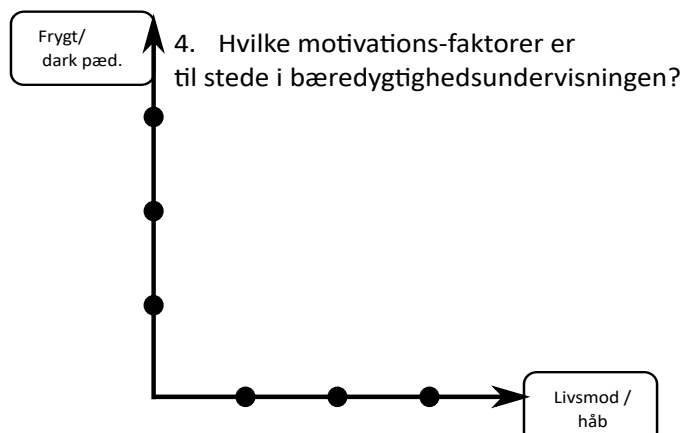 Frygt/
dark pæd.
4. Hvilke motivations-faktorer er
til stede i bæredygtighedsundervisningen?
Livsmod /
håb